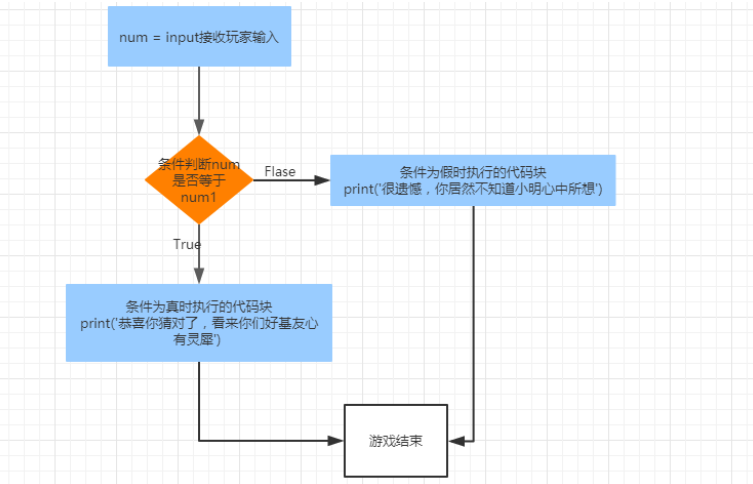 num = input接收玩家输入
条件判断num
是否等于
num1
Flase
条件为假时执行的代码块
print('很遗憾，你居然不知道小明心中所想')
True
条件为真时执行的代码块
print('恭喜你猜对了，看来你们好基友心
有灵犀')
游戏结束